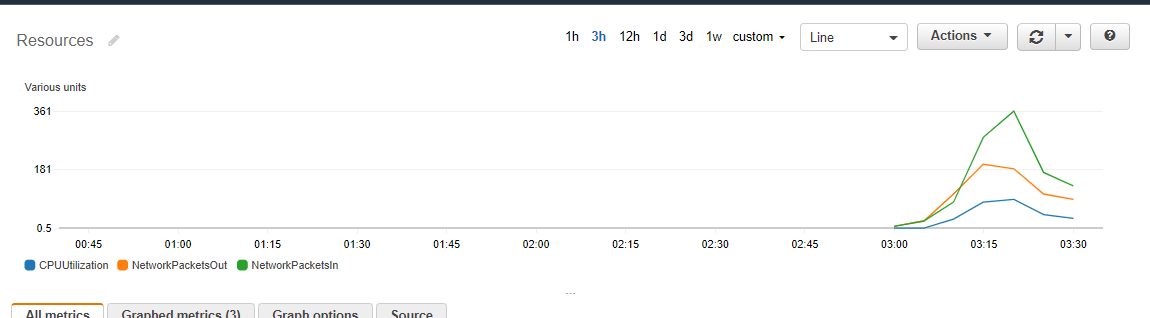 Resources
1h 3h 12h 1d 3d 1w custom
Line
Actions
?
Various units
361
181
0.5
00:45 01:00 01:15 01:30 01:45 02:00 02:15 02:30 02:45 03:00 03:15 03:30
CPUUtilization NetworkPacketsOut NetworkPacketsIn
...
All metrics Graphed metrics (3) Graph options Source